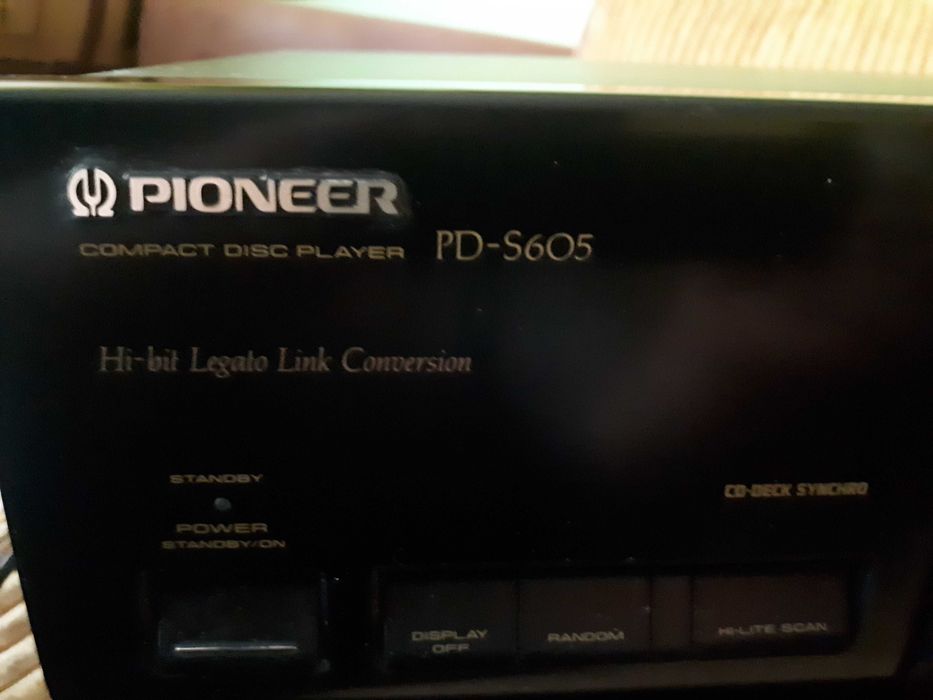 PIONEER
COMPACT DISC PLAYER PD-S605
Hi-bit Legato Link Conversion
STANDBY
CD-DECK SYNCHRO
POWER
STANDBY/ON
DISPLAY OFF
RANDOM
HI-LITE SCAN